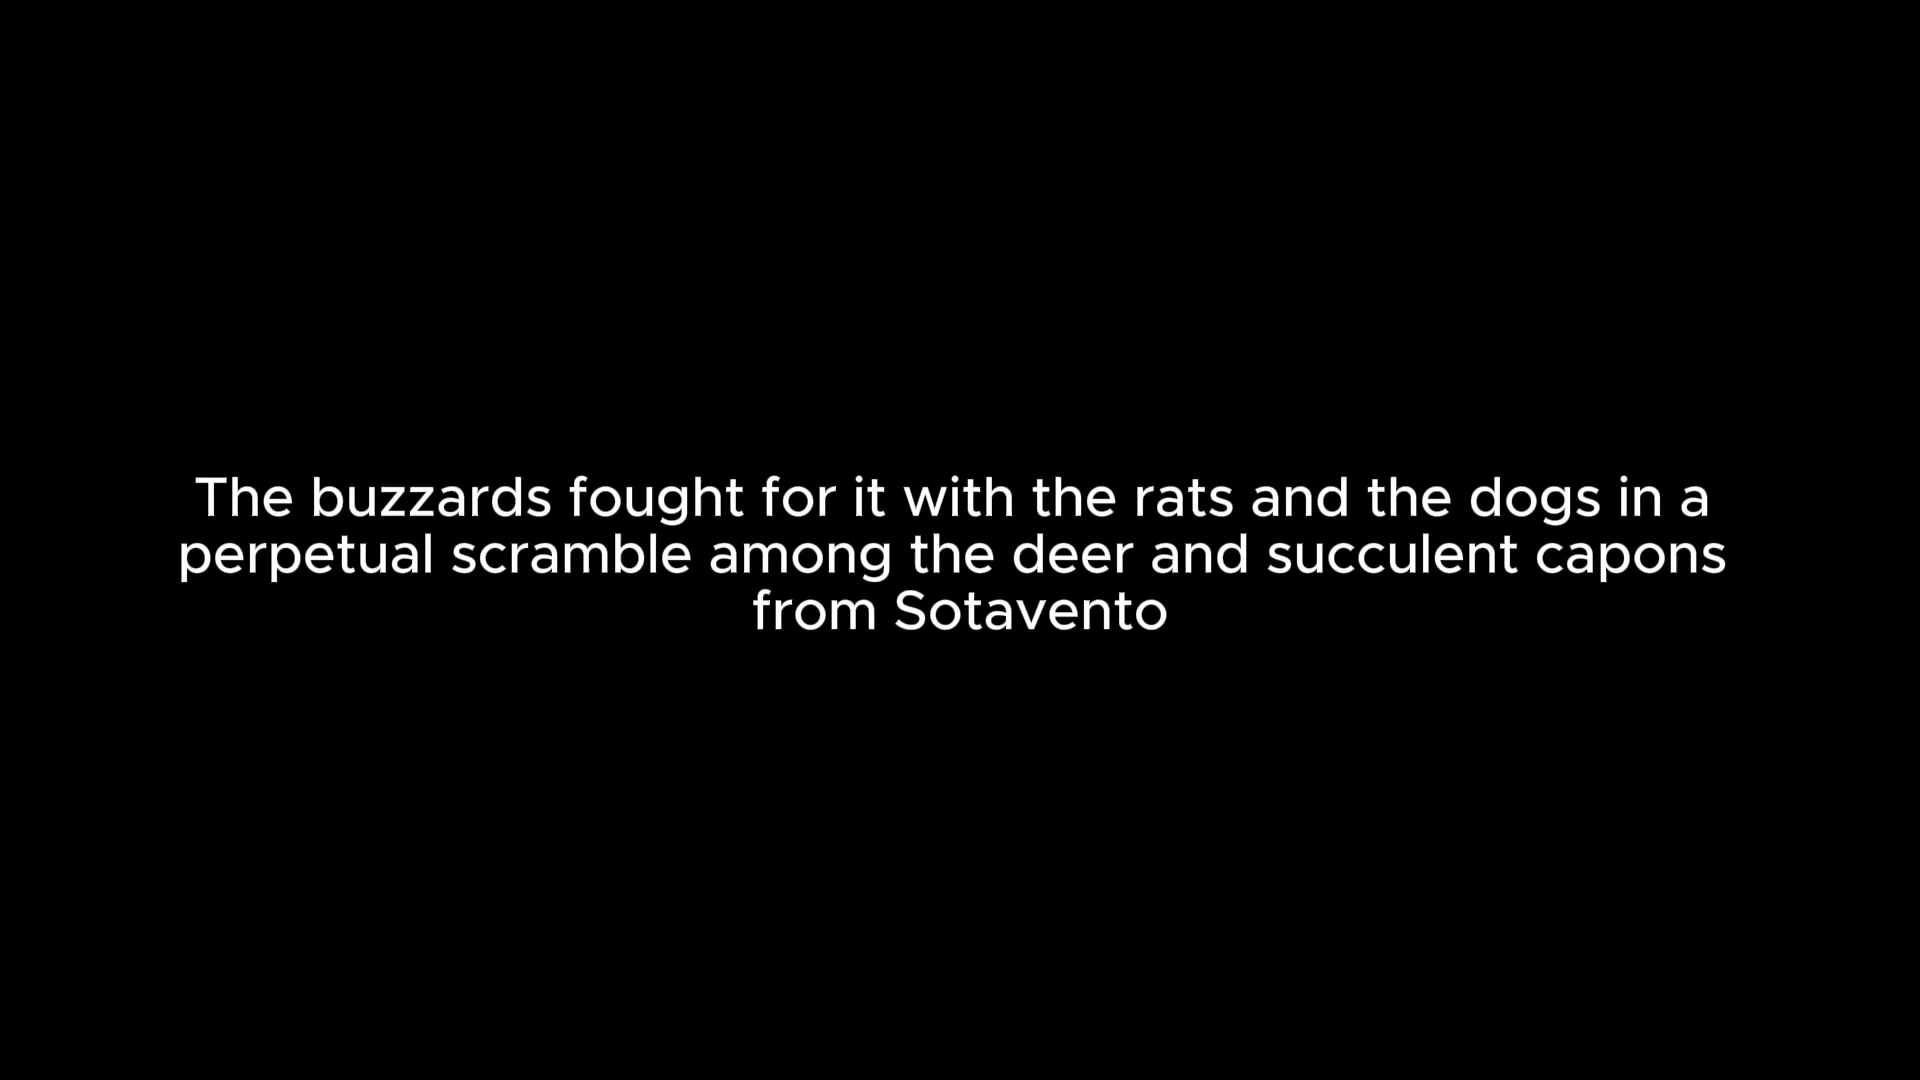 The buzzards fought for it with the rats and the dogs in a
perpetual scramble among the deer and succulent capons
from Sotavento